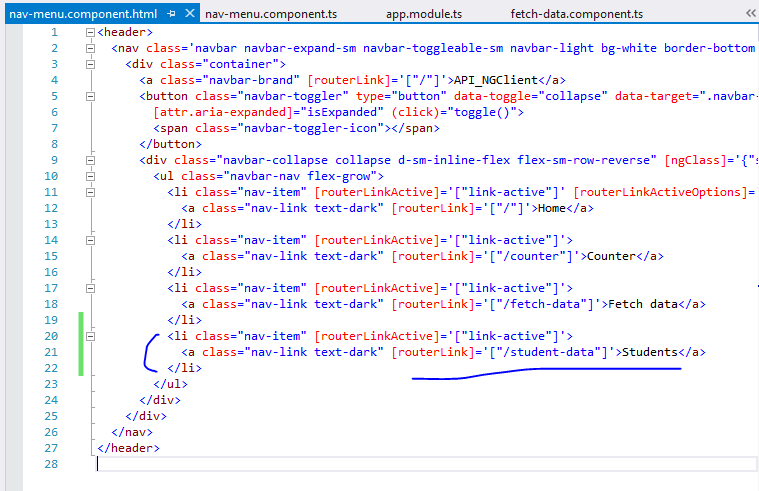 nav-menu.component.html nav-menu.component.ts app.module.ts fetch-data.component.ts
1 <header>
2 <nav class='navbar navbar-expand-sm navbar-toggleable-sm navbar-light bg-white border-bottom
3 <div class="container">
4 <a class="navbar-brand" [routerLink]='["/"]'>API_NGClient</a>
5 <button class="navbar-toggler" type="button" data-toggle="collapse" data-target=".navbar-
6 [attr.aria-expanded]="isExpanded" (click)="toggle()">
7 <span class="navbar-toggler-icon"></span>
8 </button>
9 <div class="navbar-collapse collapse d-sm-inline-flex flex-sm-row-reverse" [ngClass]='{"s
10 <ul class="navbar-nav flex-grow">
11 <li class="nav-item" [routerLinkActive]='["link-active"]' [routerLinkActiveOptions]=
12 <a class="nav-link text-dark" [routerLink]='["/"]'>Home</a>
13 </li>
14 <li class="nav-item" [routerLinkActive]='["link-active"]'>
15 <a class="nav-link text-dark" [routerLink]='["/counter"]'>Counter</a>
16 </li>
17 <li class="nav-item" [routerLinkActive]='["link-active"]'>
18 <a class="nav-link text-dark" [routerLink]='["/fetch-data"]'>Fetch data</a>
19 </li>
20 <li class="nav-item" [routerLinkActive]='["link-active"]'>
21 <a class="nav-link text-dark" [routerLink]='["/student-data"]'>Students</a>
22 </li>
23 </ul>
24 </div>
25 </div>
26 </nav>
27 </header>
28